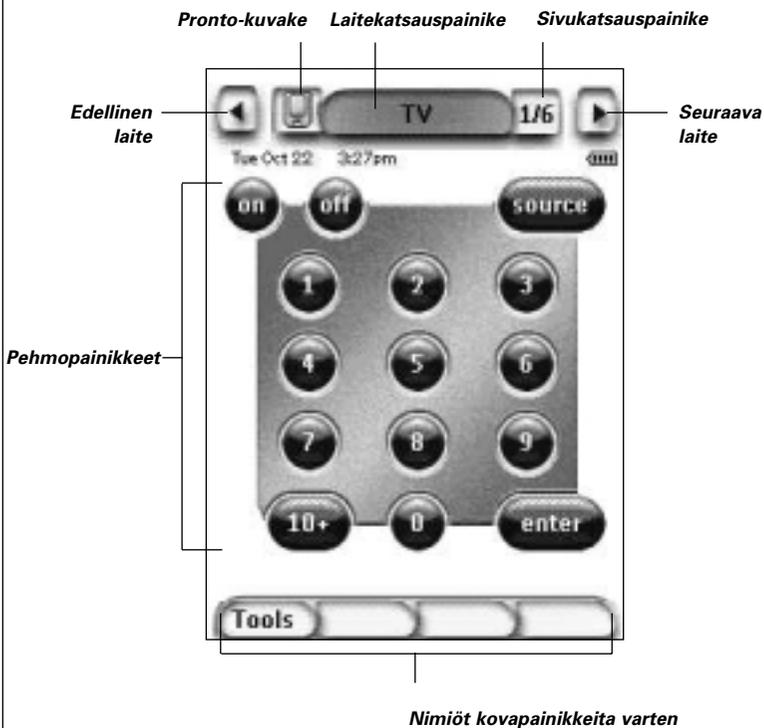 Pronto-kuvake Laitekatsauspainike Sivukatsauspainike
Edellinen
laite
TV
1/6
Seuraava
laite
Tue Oct 22 3:27pm
on off source
1 2 3
Pehmopainikkeet
4 5 6
7 8 9
10+ 0 enter
Tools
Nimiöt kovapainikkeita varten